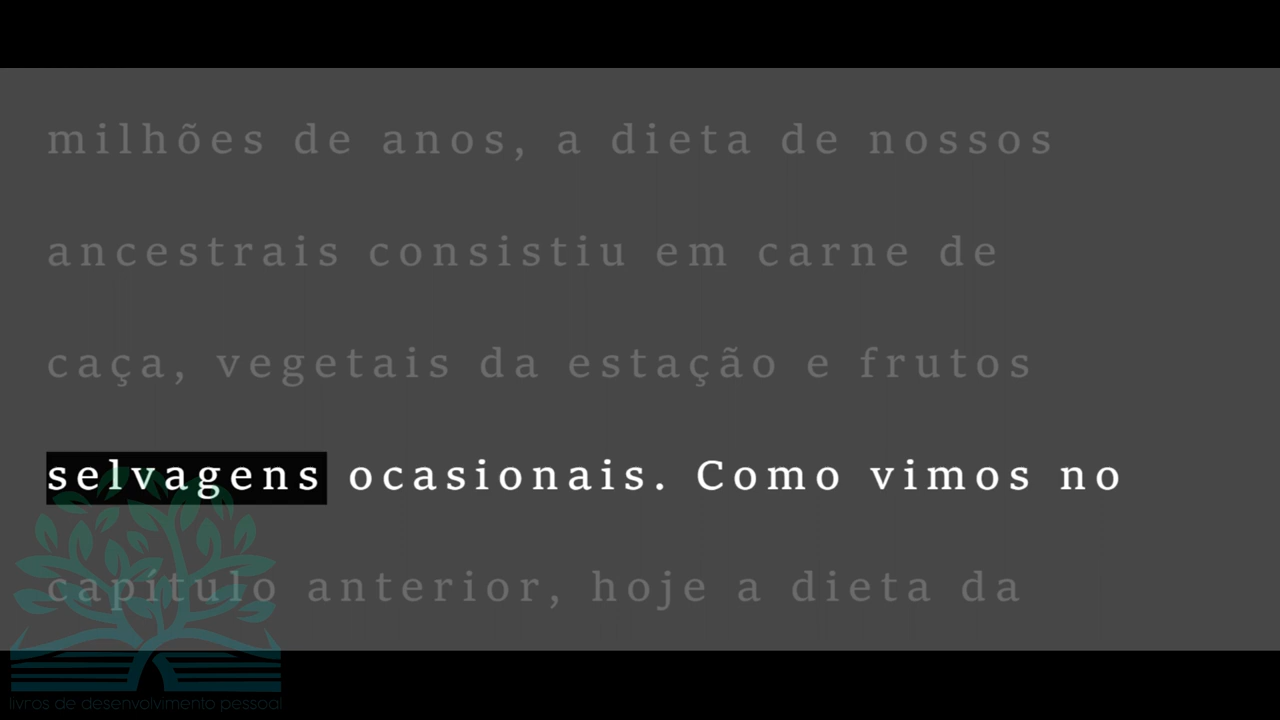 milhões de anos, a dieta de nossos
ancestrais consistiu em carne de
caça, vegetais da estação e frutos
selvagens ocasionais. Como vimos no
capítulo anterior, hoje a dieta da
livros de desenvolvimento pessoal